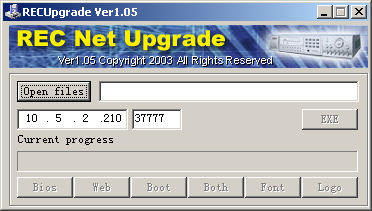 RECUpgrade Ver1.05
REC Net Upgrade
Ver1.05 Copyright 2003 All Rights Reserved
Open files
10 . 5 . 2 .210 37777 EXE
Current progress
Bios Web Boot Both Font Logo